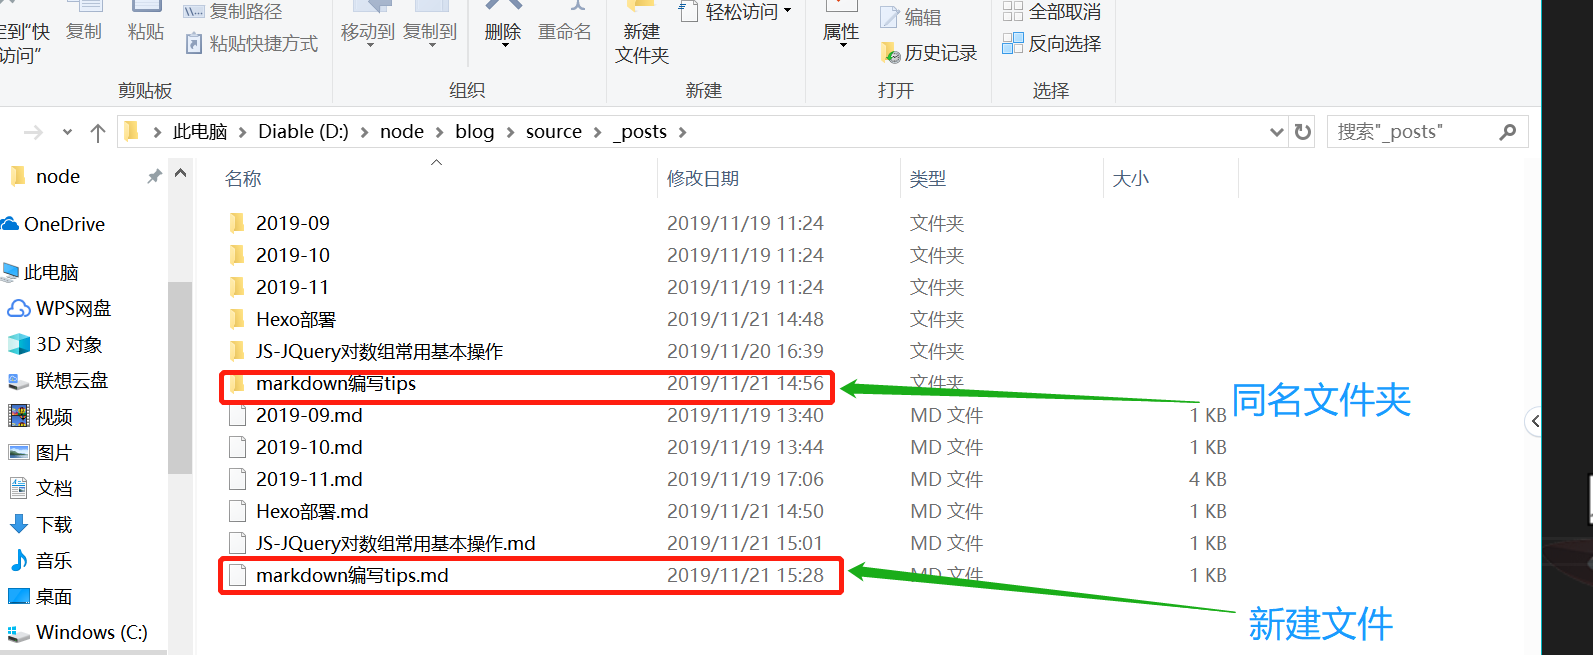 定到"快
访问"
复制
粘贴
复制路径
粘贴快捷方式
剪贴板
移动到
复制到
删除
重命名
组织
新建
文件夹
轻松访问
新建
属性
编辑
历史记录
打开
全部取消
反向选择
选择
此电脑 Diable (D:) node blog source _posts
搜索"_posts"
node
OneDrive
此电脑
WPS网盘
3D 对象
联想云盘
视频
图片
文档
下载
音乐
桌面
Windows (C:)
名称 修改日期 类型 大小
2019-09 2019/11/19 11:24 文件夹
2019-10 2019/11/19 11:24 文件夹
2019-11 2019/11/19 11:24 文件夹
Hexo部署 2019/11/21 14:48 文件夹
JS-JQuery对数组常用基本操作 2019/11/20 16:39 文件夹
markdown编写tips 2019/11/21 14:56 文件夹
2019-09.md 2019/11/19 13:40 MD 文件 1 KB
2019-10.md 2019/11/19 13:44 MD 文件 1 KB
2019-11.md 2019/11/19 17:06 MD 文件 4 KB
Hexo部署.md 2019/11/21 14:50 MD 文件 1 KB
JS-JQuery对数组常用基本操作.md 2019/11/21 15:01 MD 文件 1 KB
markdown编写tips.md 2019/11/21 15:28 MD 文件 1 KB
同名文件夹
新建文件